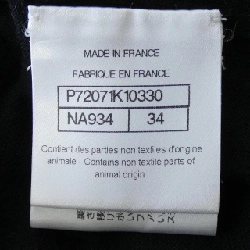 MADE IN FRANCE
FABRIQUE EN FRANCE
P72071K10330
NA934 34
Contient des parties non textiles d'origine
animale - Contains non textile parts of
animal origin